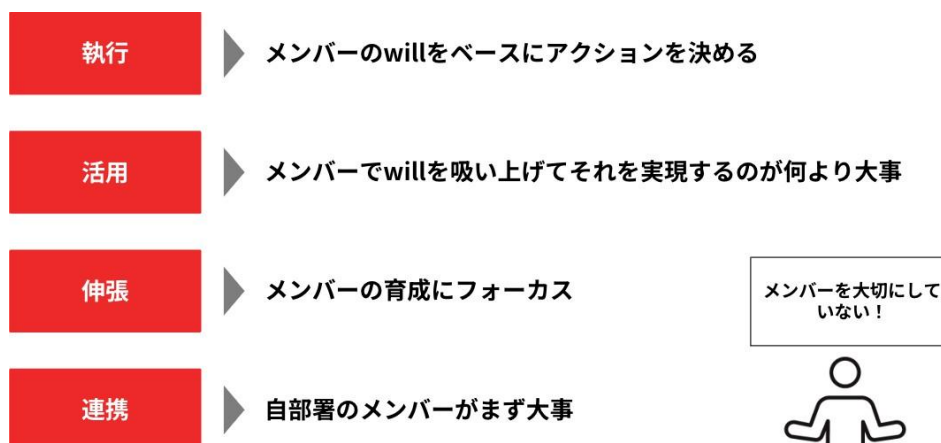 執行
メンバーのwillをベースにアクションを決める
活用
メンバーでwillを吸い上げてそれを実現するのが何より大事
伸張
メンバーの育成にフォーカス
メンバーを大切にして
いない！
連携
自部署のメンバーがまず大事